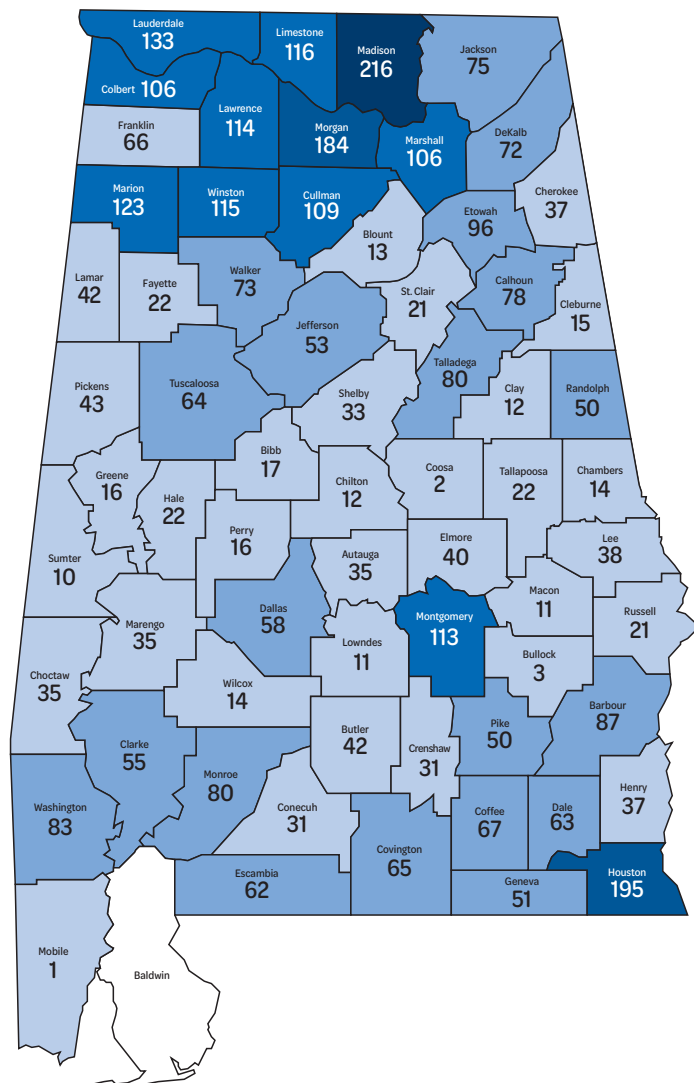 Lauderdale
133
Limestone
116
Madison
216
Jackson
75
Colbert 106
Lawrence
114
Franklin
66
Morgan
184
Marshall
106
DeKalb
72
Marion
123
Winston
115
Cullman
109
Cherokee
37
Etowah
96
Blount
13
Lamar
42
Fayette
22
Walker
73
St. Clair
21
Calhoun
78
Cleburne
15
Jefferson
53
Talladega
80
Pickens
43
Tuscaloosa
64
Shelby
33
Clay
12
Randolph
50
Bibb
17
Greene
16
Hale
22
Chilton
12
Coosa
2
Tallapoosa
22
Chambers
14
Perry
16
Autauga
35
Elmore
40
Lee
38
Sumter
10
Macon
11
Dallas
58
Montgomery
113
Russell
21
Marengo
35
Lowndes
11
Bullock
3
Choctaw
35
Wilcox
14
Barbour
87
Clarke
55
Butler
42
Crenshaw
31
Pike
50
Monroe
80
Henry
37
Washington
83
Conecuh
31
Coffee
67
Dale
63
Covington
65
Escambia
62
Geneva
51
Houston
195
Mobile
1
Baldwin